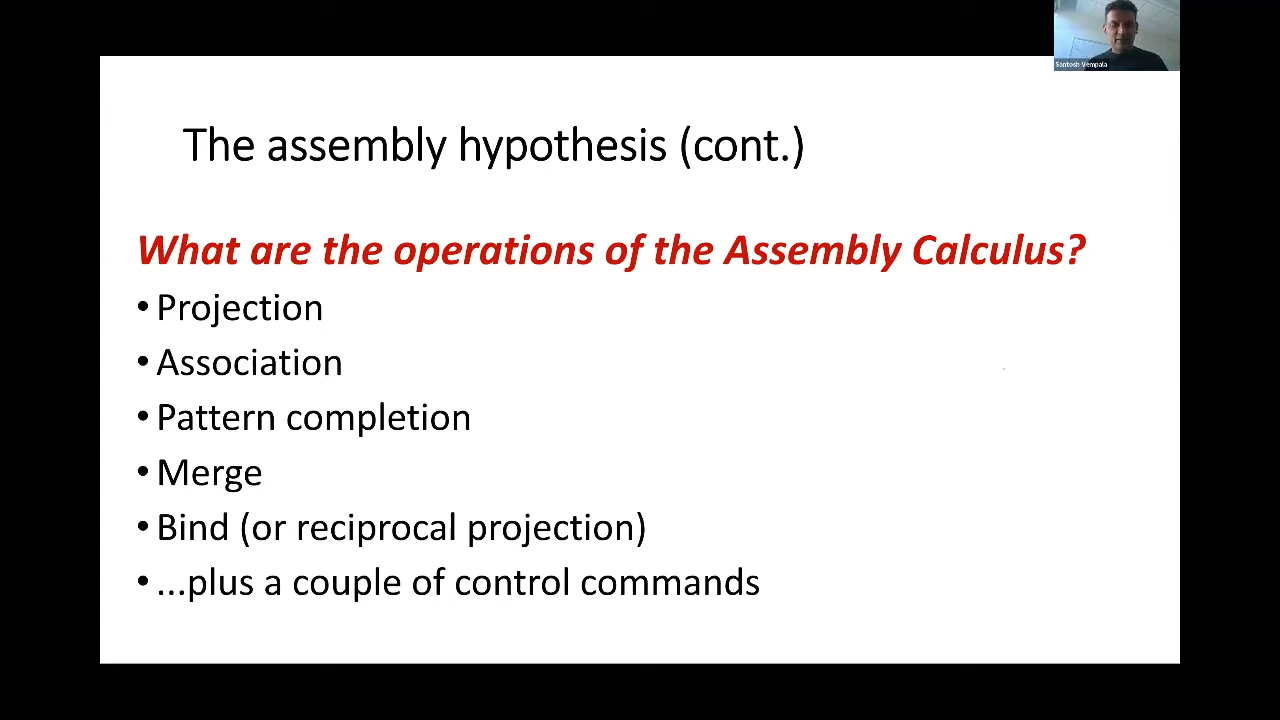 Santosh Vempala
The assembly hypothesis (cont.)
What are the operations of the Assembly Calculus?
• Projection
• Association
• Pattern completion
• Merge
• Bind (or reciprocal projection)
• ...plus a couple of control commands